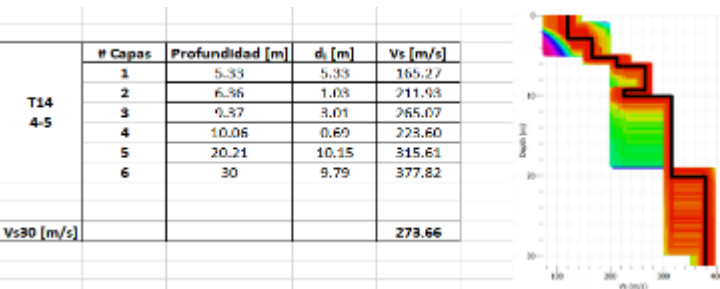 # Capas Profundidad [m] dᵢ [m] Vs [m/s]
T14
4-5
1 5.33 5.33 165.27
2 6.36 1.03 211.93
3 9.37 3.01 265.07
4 10.06 0.69 223.60
5 20.21 10.15 315.61
6 30 9.79 377.82
Vs30 [m/s] 273.66
Depth [m]
0
10
20
30
100 200 300 400
Vs [m/s]